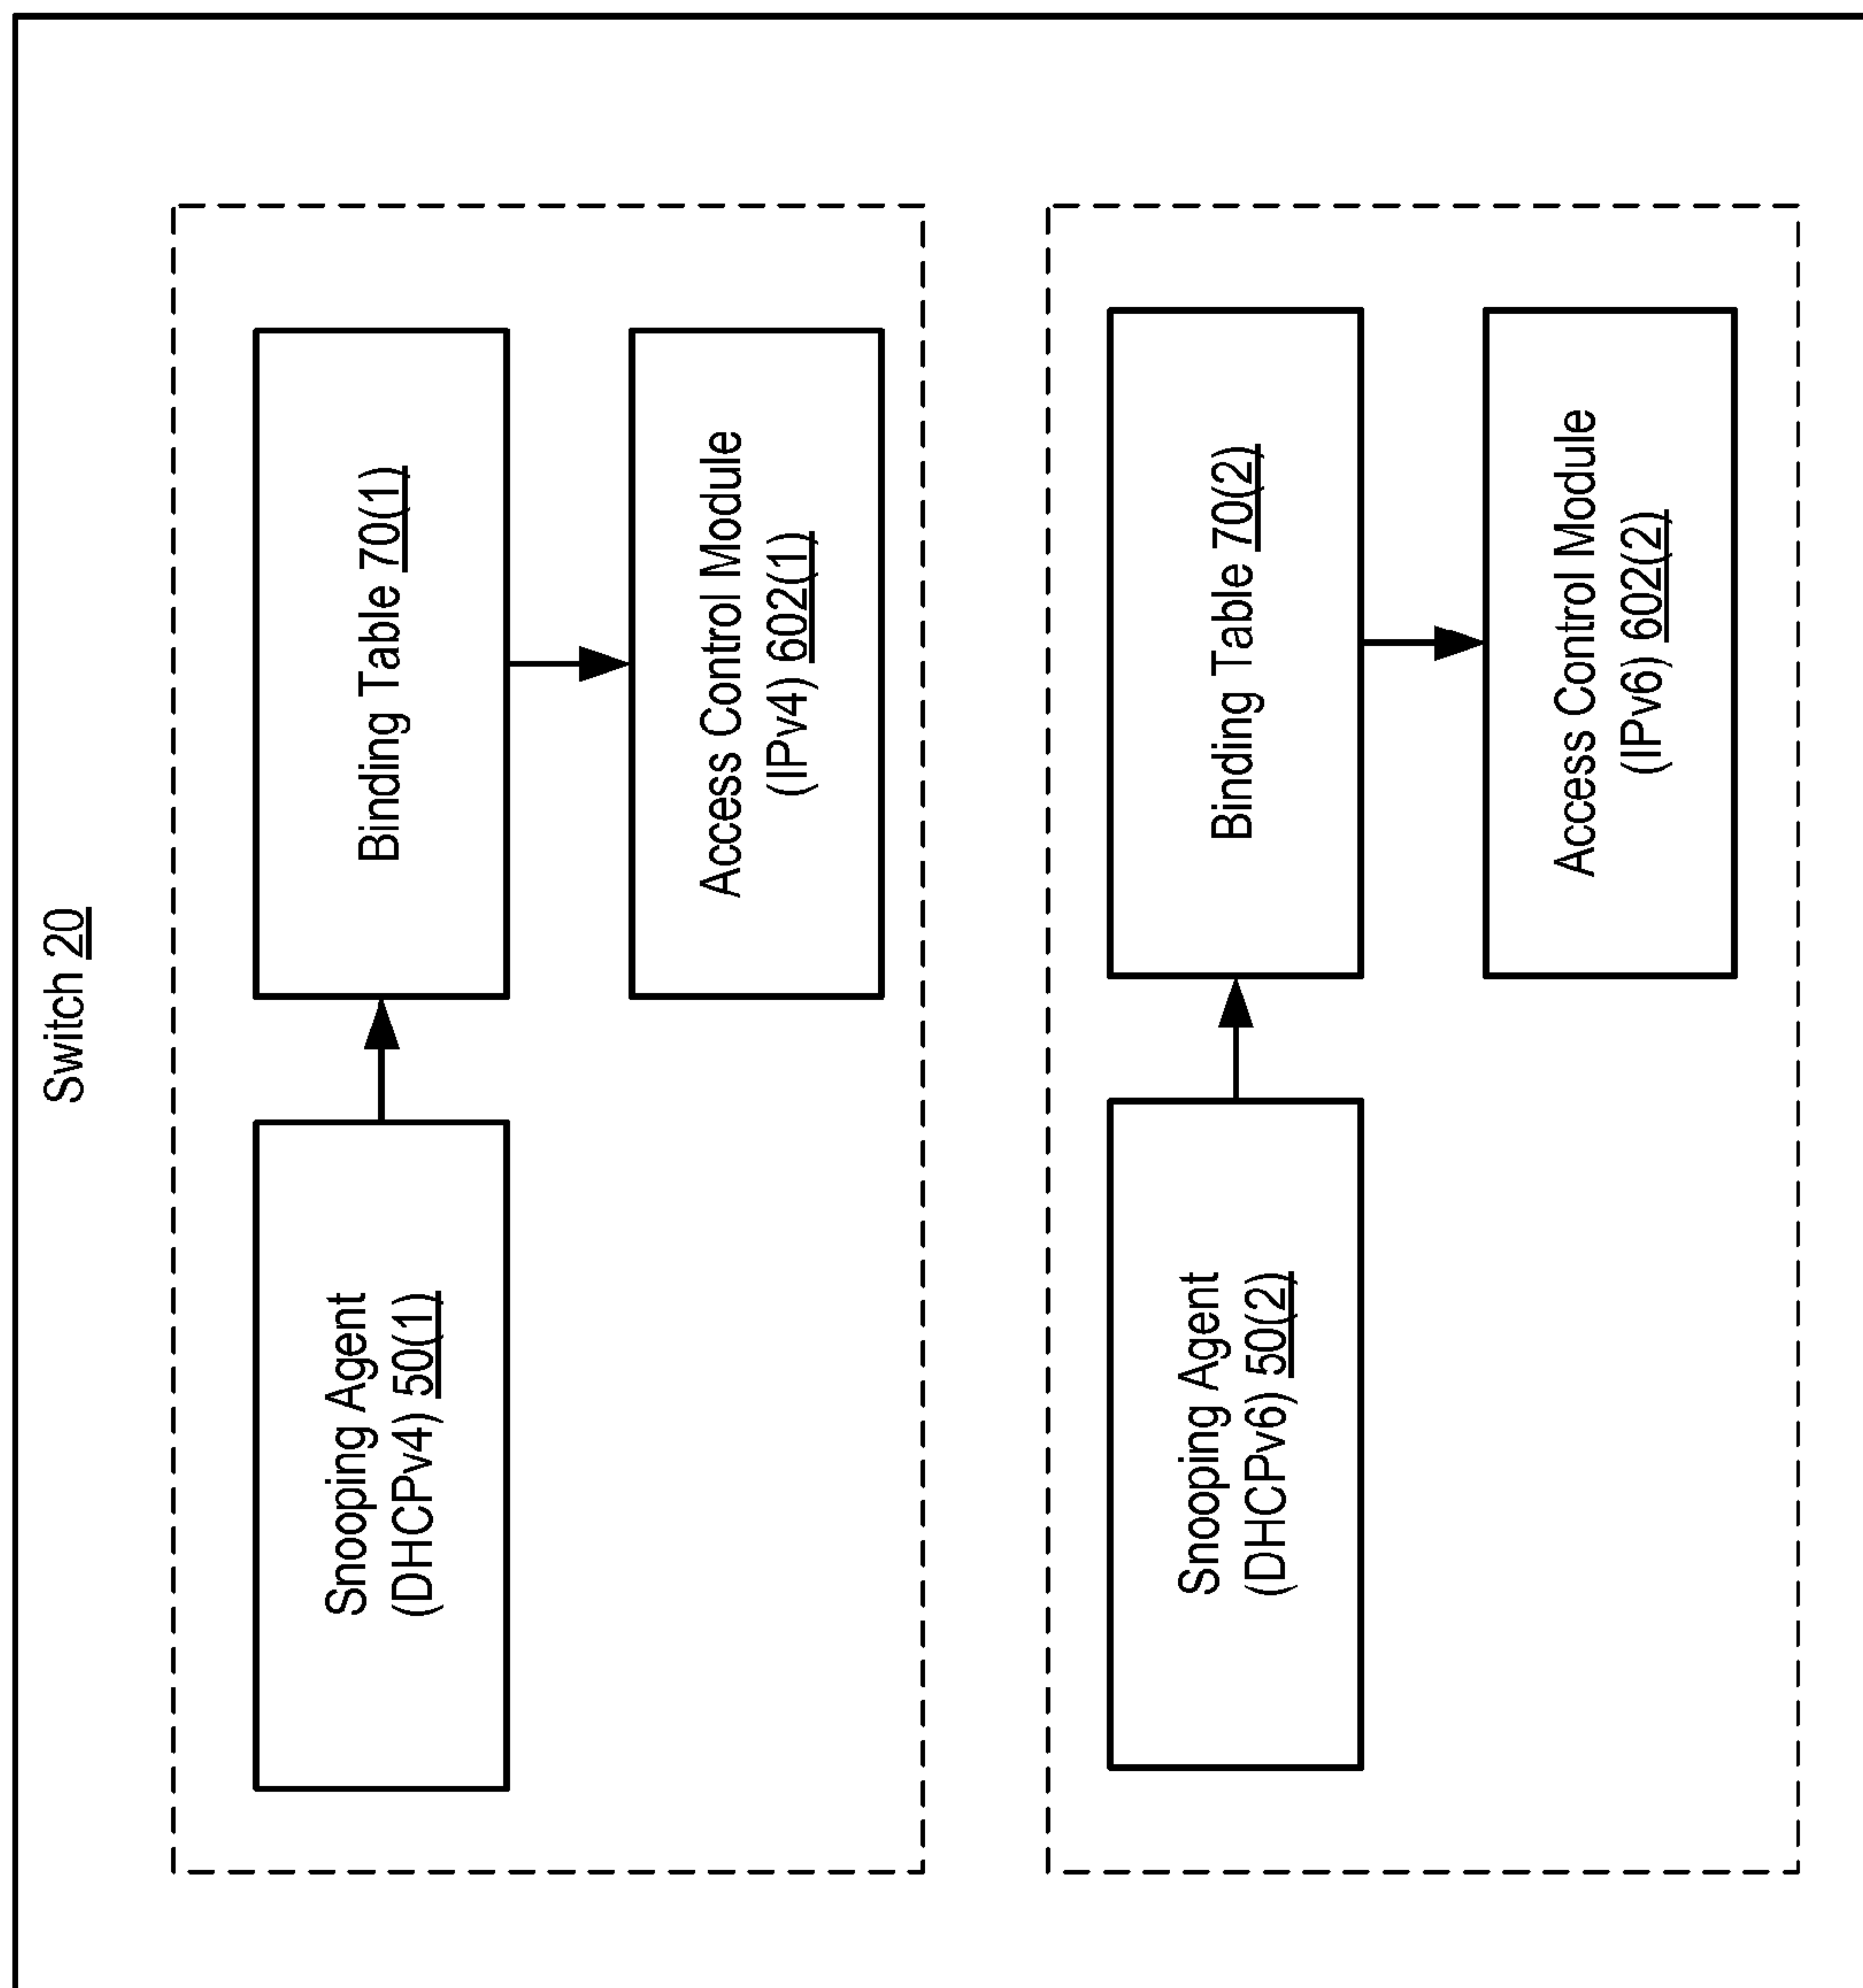 Switch 20
Snooping Agent
(DHCPv4) 50(1)
Binding Table 70(1)
Access Control Module
(IPv4) 602(1)
Snooping Agent
(DHCPv6) 50(2)
Binding Table 70(2)
Access Control Module
(IPv6) 602(2)